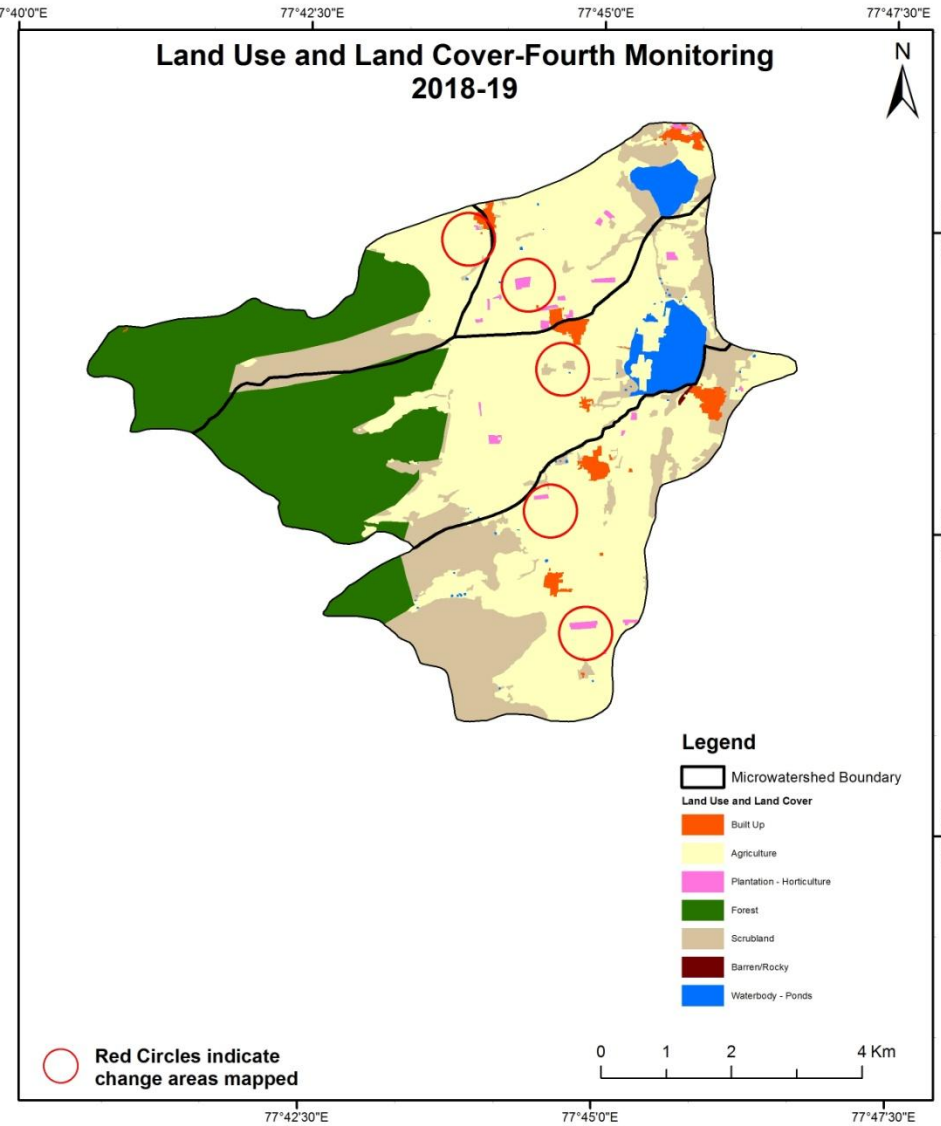 7°40'0"E 77°42'30"E 77°45'0"E 77°47'30"E
Land Use and Land Cover-Fourth Monitoring
2018-19
N
Legend
Microwatershed Boundary
Land Use and Land Cover
Built Up
Agriculture
Plantation - Horticulture
Forest
Scrubland
Barren/Rocky
Waterbody - Ponds
Red Circles indicate
change areas mapped
0 1 2 4 Km
77°42'30"E 77°45'0"E 77°47'30"E